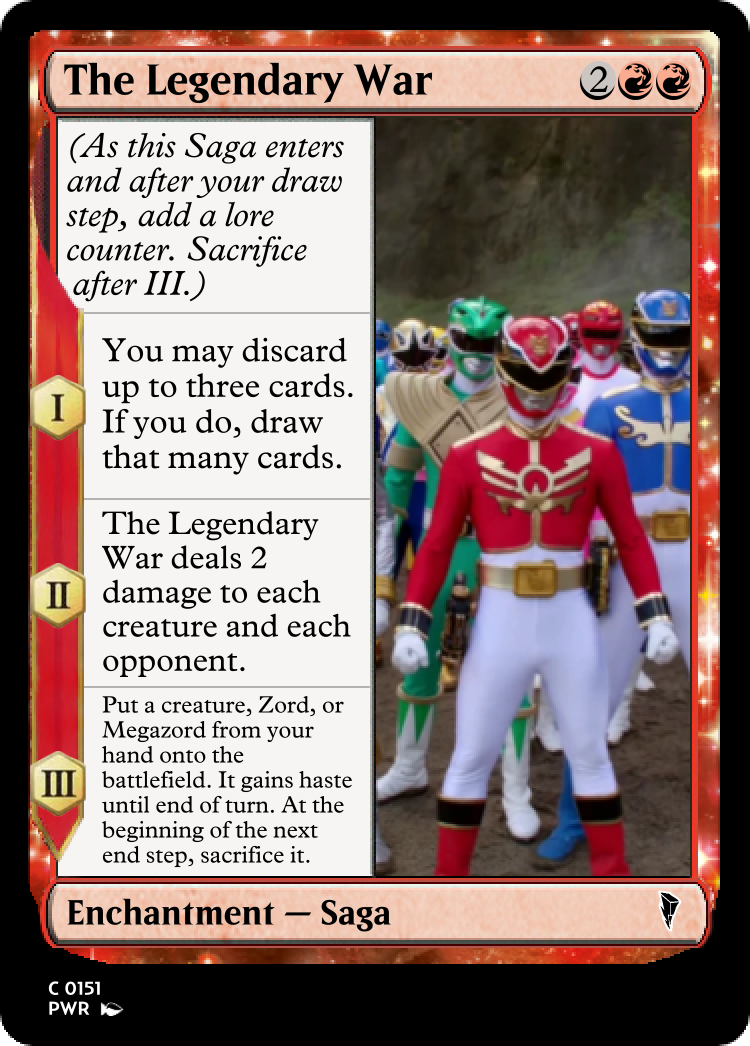 The Legendary War 2
(As this Saga enters
and after your draw
step, add a lore
counter. Sacrifice
after III.)
I
You may discard
up to three cards.
If you do, draw
that many cards.
II
The Legendary
War deals 2
damage to each
creature and each
opponent.
III
Put a creature, Zord, or
Megazord from your
hand onto the
battlefield. It gains haste
until end of turn. At the
beginning of the next
end step, sacrifice it.
Enchantment — Saga
C 0151
PWR